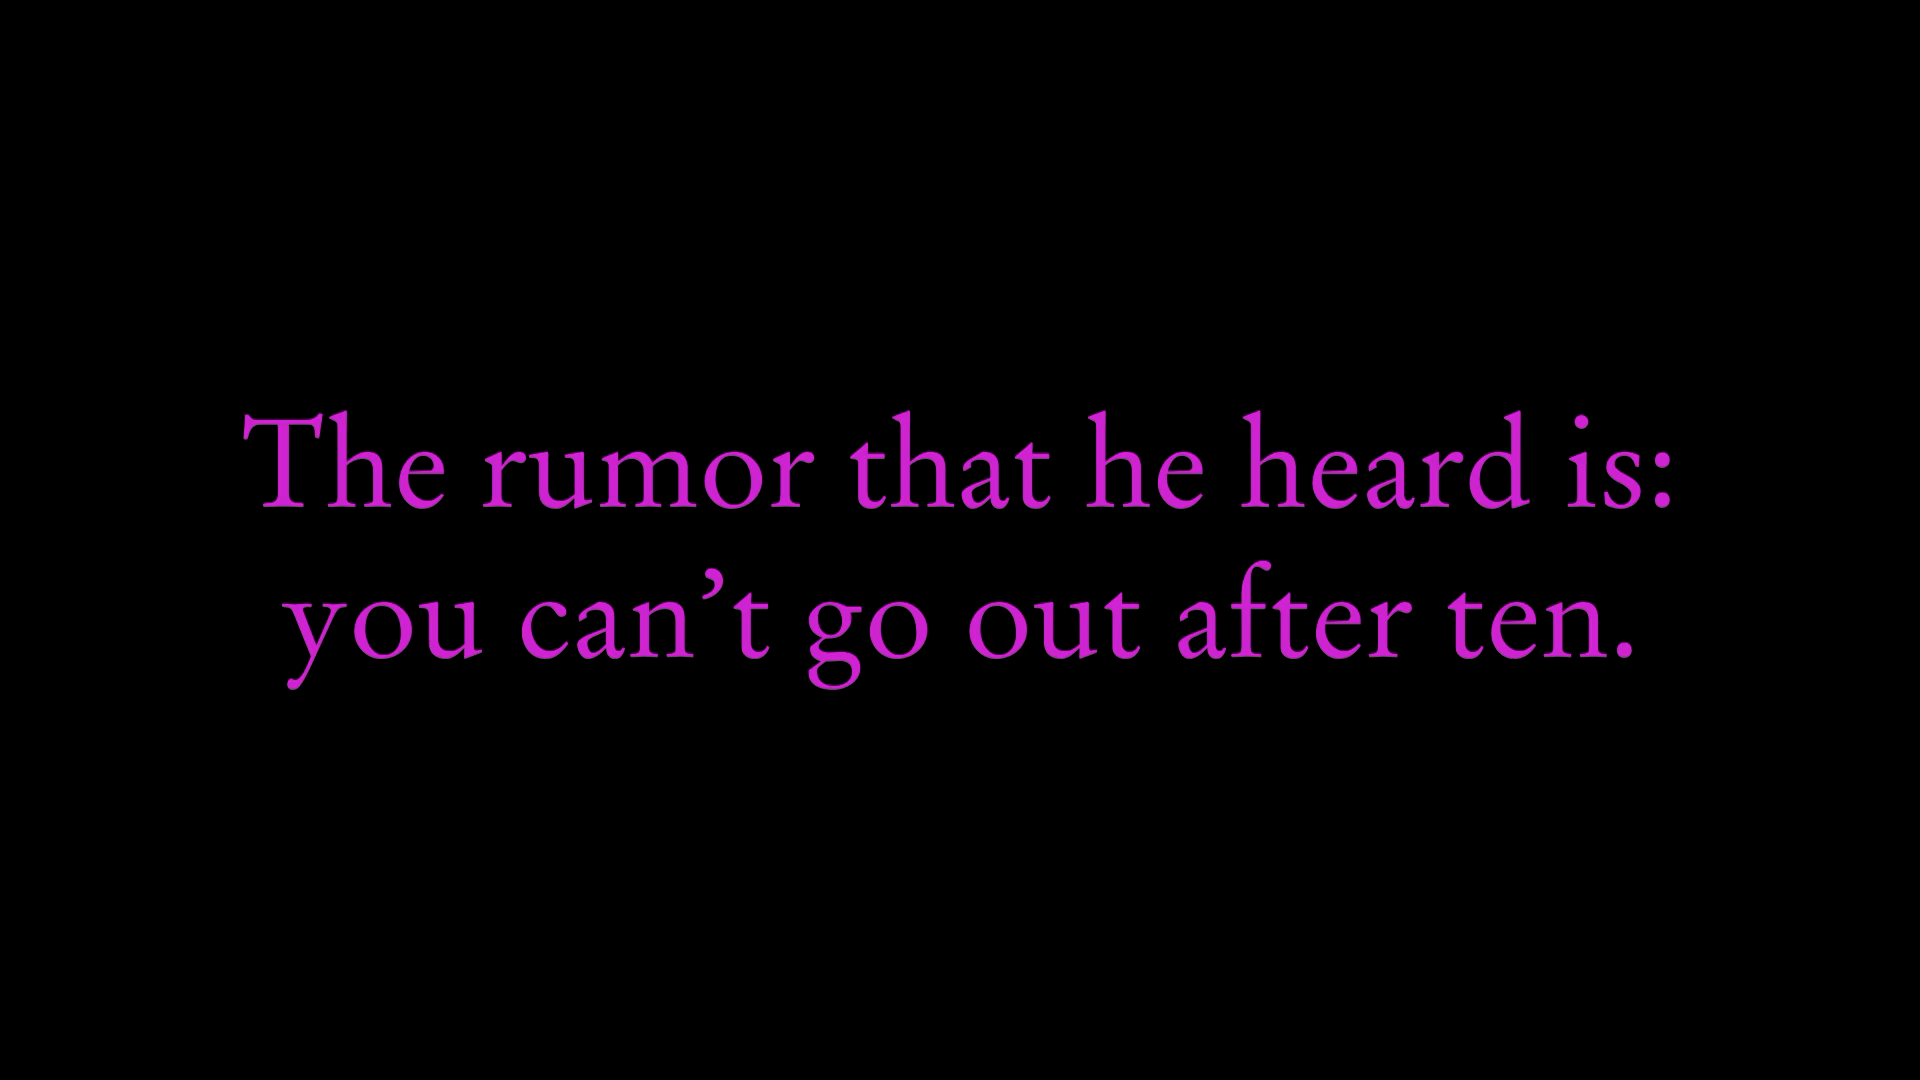 The rumor that he heard is:
you can’t go out after ten.